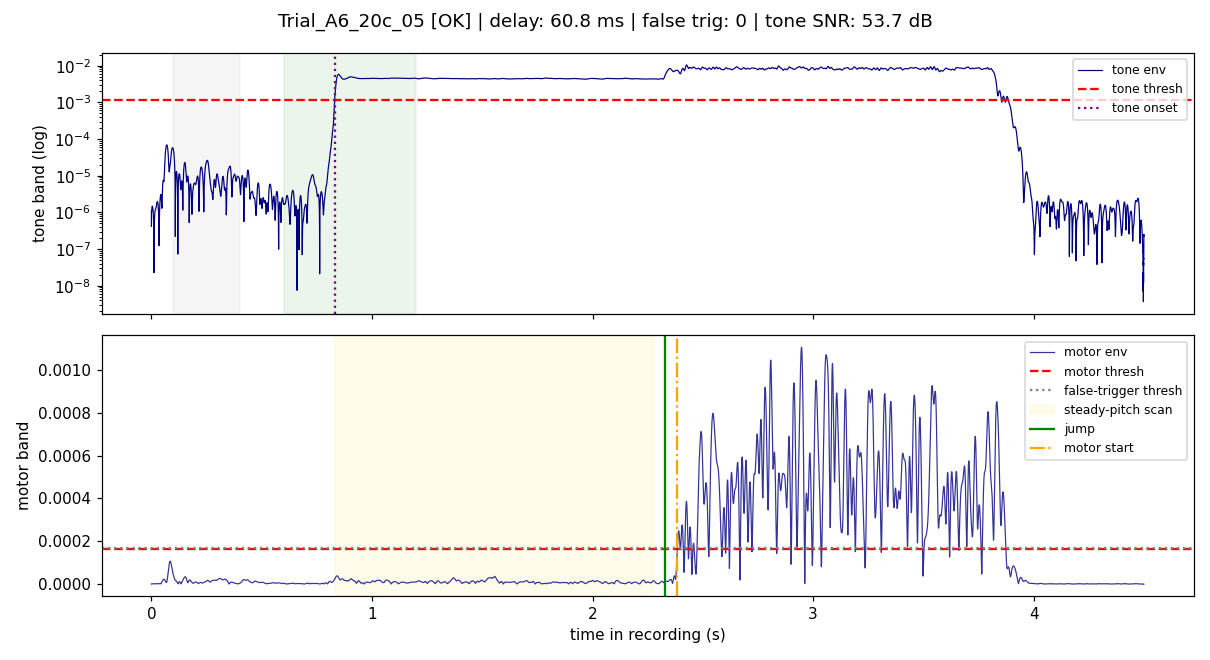 Trial_A6_20c_05 [OK] | delay: 60.8 ms | false trig: 0 | tone SNR: 53.7 dB
tone band (log)
10⁻²
10⁻³
10⁻⁴
10⁻⁵
10⁻⁶
10⁻⁷
10⁻⁸
tone env
tone thresh
tone onset
motor band
0.0010
0.0008
0.0006
0.0004
0.0002
0.0000
motor env
motor thresh
false-trigger thresh
steady-pitch scan
jump
motor start
0 1 2 3 4
time in recording (s)